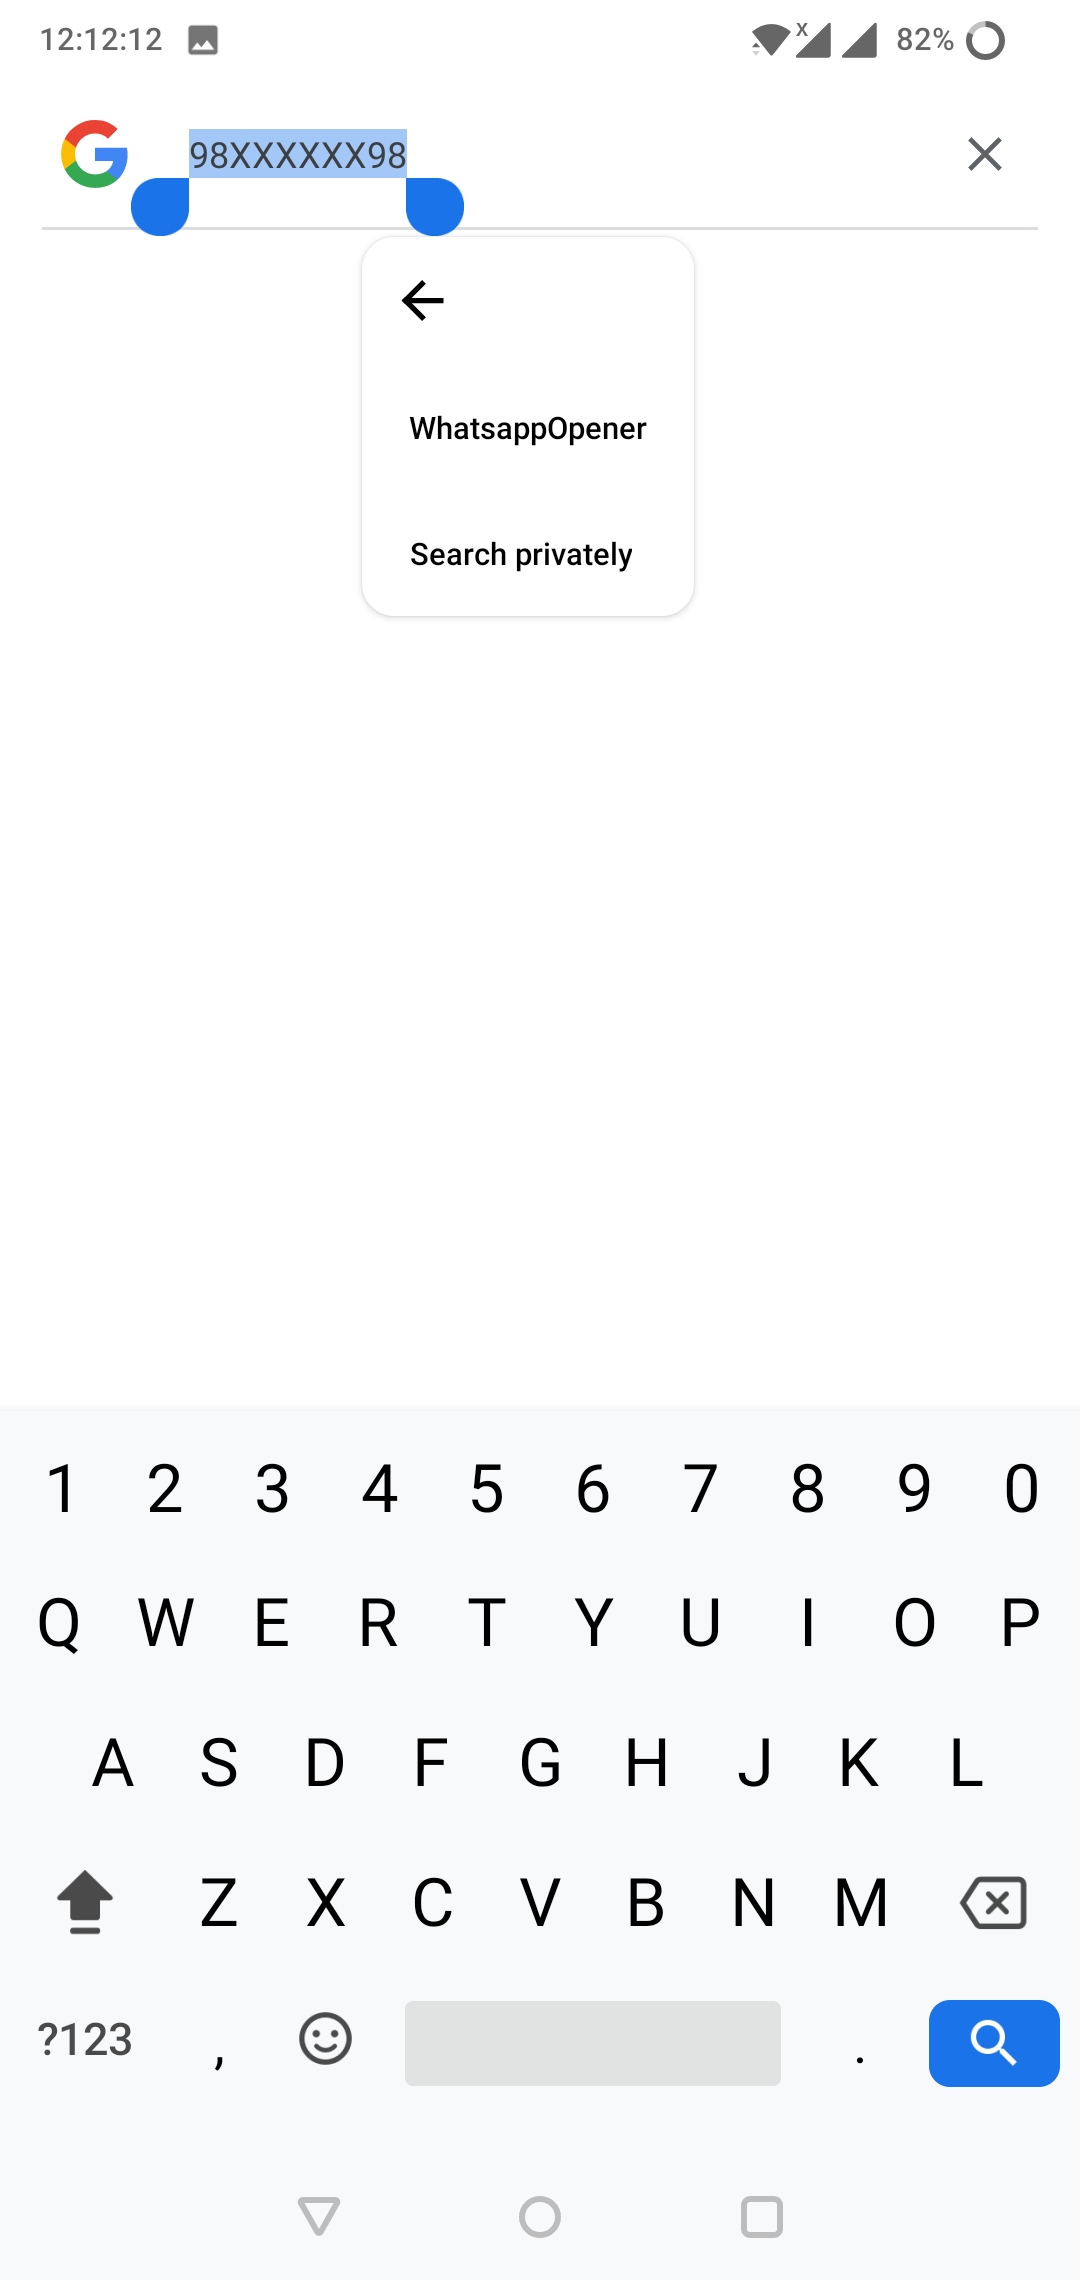 12:12:12
x
82%
98XXXXXX98
WhatsappOpener
Search privately
1 2 3 4 5 6 7 8 9 0
Q W E R T Y U I O P
A S D F G H J K L
Z X C V B N M
?123 , .